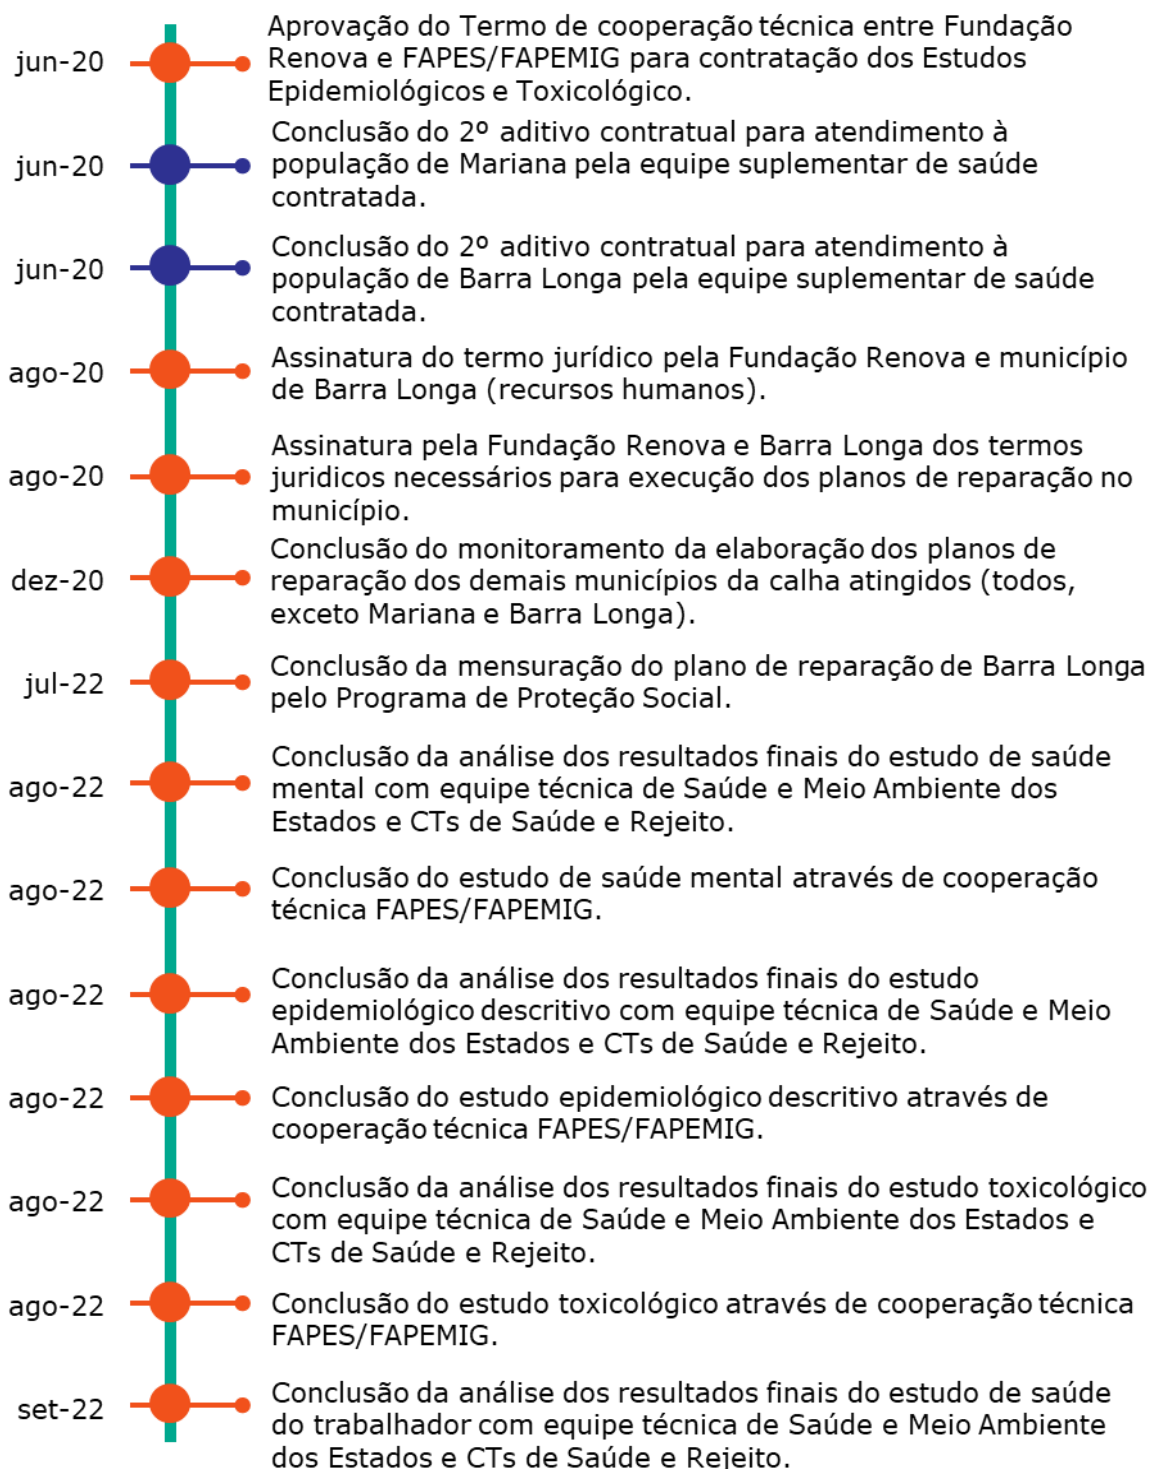 jun-20
Aprovação do Termo de cooperação técnica entre Fundação
Renova e FAPES/FAPEMIG para contratação dos Estudos
Epidemiológicos e Toxicológico.
jun-20
Conclusão do 2º aditivo contratual para atendimento à
população de Mariana pela equipe suplementar de saúde
contratada.
jun-20
Conclusão do 2º aditivo contratual para atendimento à
população de Barra Longa pela equipe suplementar de saúde
contratada.
ago-20
Assinatura do termo jurídico pela Fundação Renova e município
de Barra Longa (recursos humanos).
ago-20
Assinatura pela Fundação Renova e Barra Longa dos termos
juridicos necessários para execução dos planos de reparação no
município.
dez-20
Conclusão do monitoramento da elaboração dos planos de
reparação dos demais municípios da calha atingidos (todos,
exceto Mariana e Barra Longa).
jul-22
Conclusão da mensuração do plano de reparação de Barra Longa
pelo Programa de Proteção Social.
ago-22
Conclusão da análise dos resultados finais do estudo de saúde
mental com equipe técnica de Saúde e Meio Ambiente dos
Estados e CTs de Saúde e Rejeito.
ago-22
Conclusão do estudo de saúde mental através de cooperação
técnica FAPES/FAPEMIG.
ago-22
Conclusão da análise dos resultados finais do estudo
epidemiológico descritivo com equipe técnica de Saúde e Meio
Ambiente dos Estados e CTs de Saúde e Rejeito.
ago-22
Conclusão do estudo epidemiológico descritivo através de
cooperação técnica FAPES/FAPEMIG.
ago-22
Conclusão da análise dos resultados finais do estudo toxicológico
com equipe técnica de Saúde e Meio Ambiente dos Estados e
CTs de Saúde e Rejeito.
ago-22
Conclusão do estudo toxicológico através de cooperação técnica
FAPES/FAPEMIG.
set-22
Conclusão da análise dos resultados finais do estudo de saúde
do trabalhador com equipe técnica de Saúde e Meio Ambiente
dos Estados e CTs de Saúde e Rejeito.